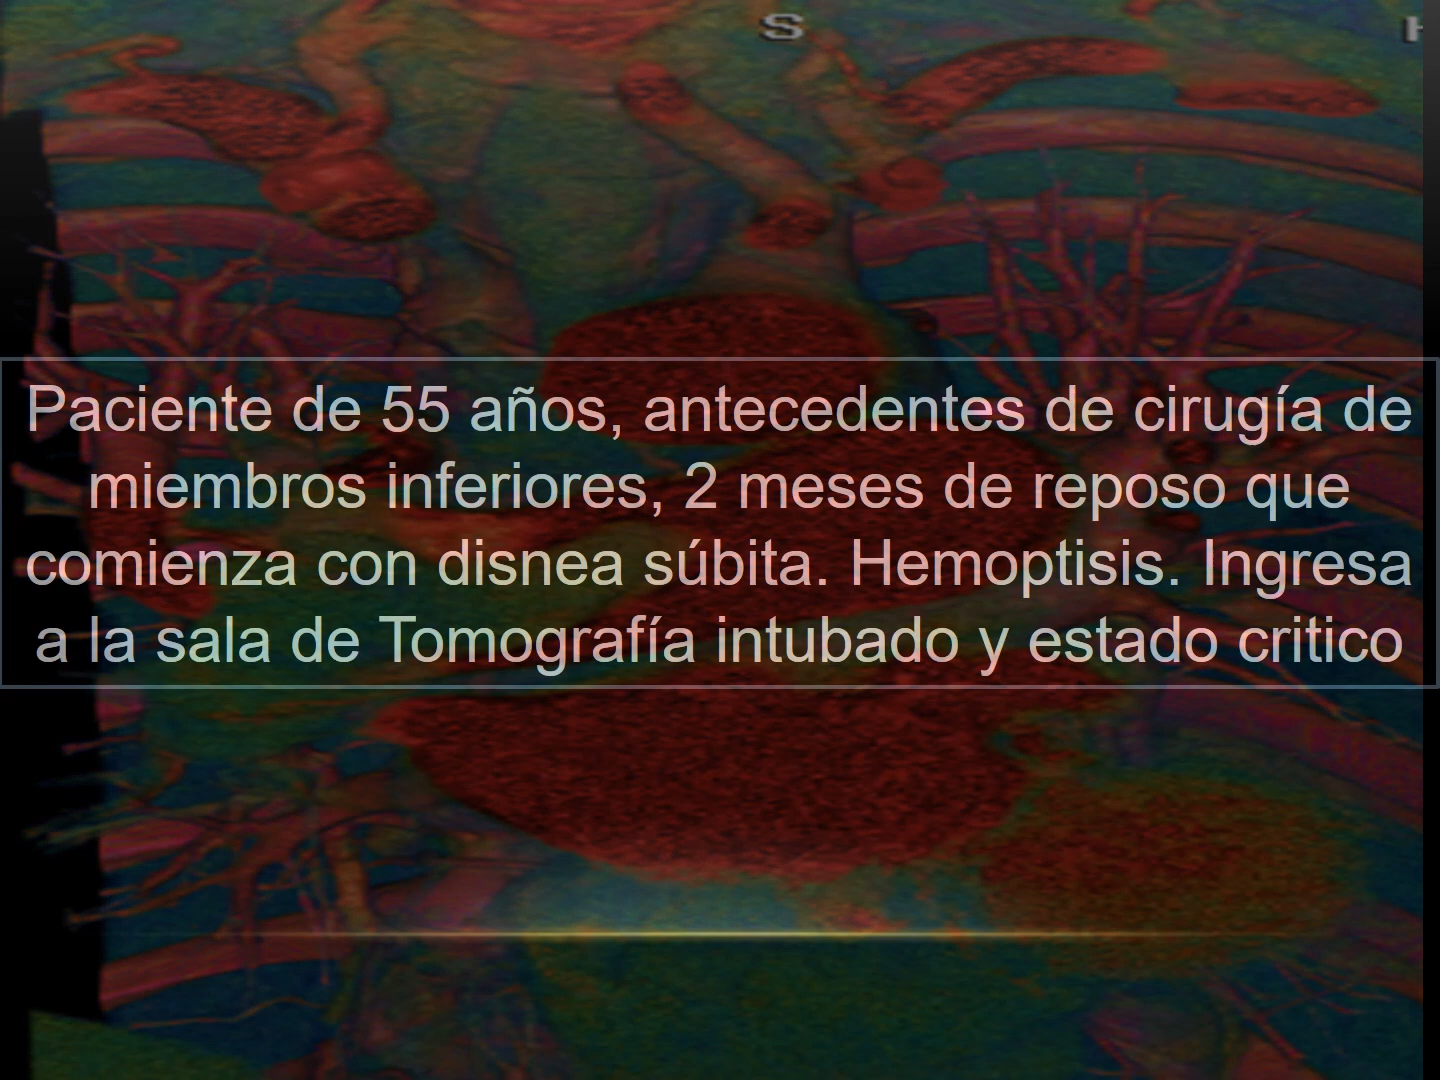 S
Paciente de 55 años, antecedentes de cirugía de
miembros inferiores, 2 meses de reposo que
comienza con disnea súbita. Hemoptisis. Ingresa
a la sala de Tomografía intubado y estado critico